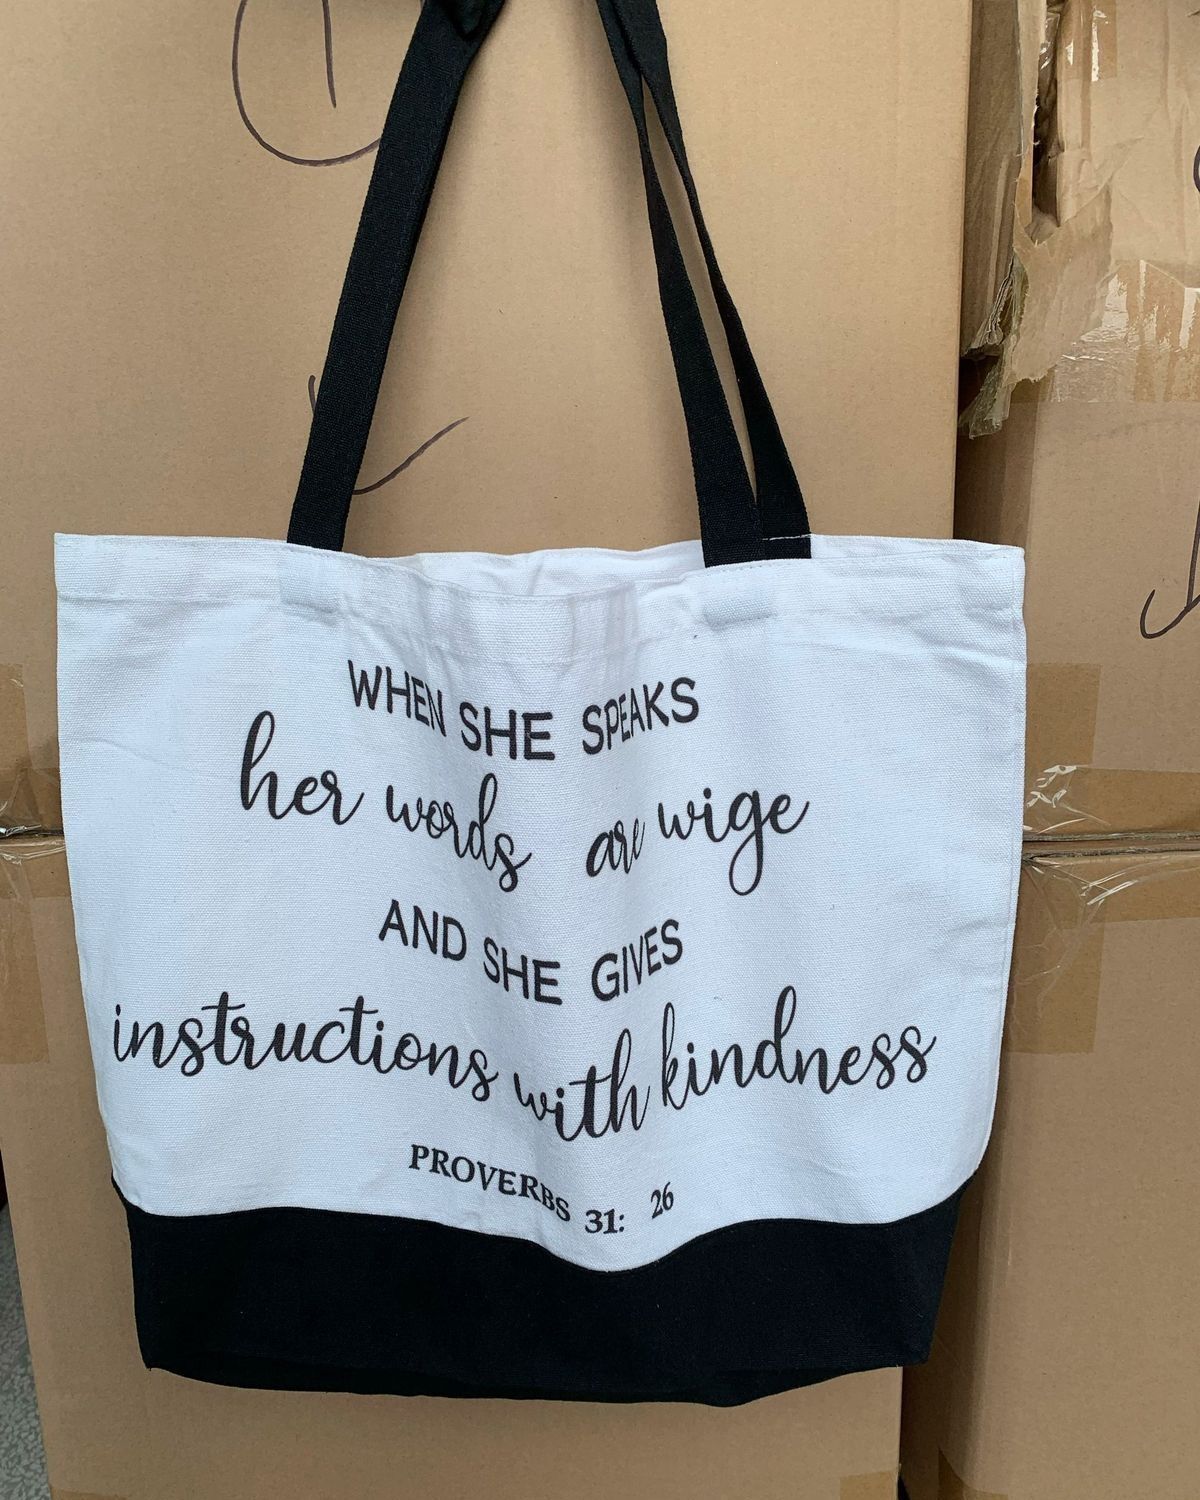 WHEN SHE SPEAKS
her words are wige
AND SHE GIVES
instructions with kindness
PROVERBS 31: 26